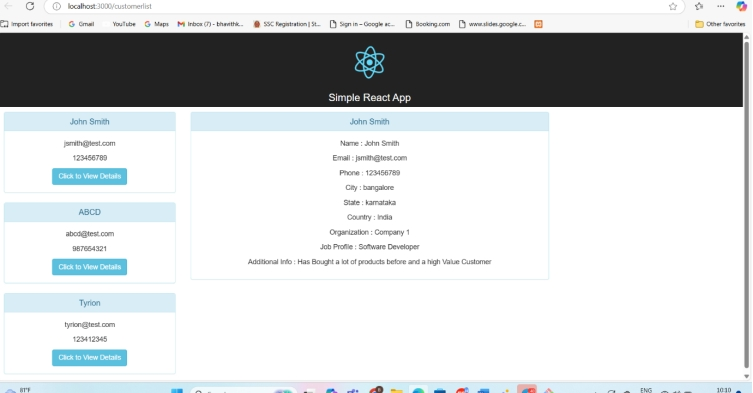 localhost:3000/customerlist
Import favorites Gmail YouTube Maps Inbox (7) - bhavithk... SSC Registration | St... Sign in – Google ac... Booking.com www.slides.google.c... Other favorites
Simple React App
John Smith
jsmith@test.com
123456789
Click to View Details
ABCD
abcd@test.com
987654321
Click to View Details
Tyrion
tyrion@test.com
123412345
Click to View Details
John Smith
Name : John Smith
Email : jsmith@test.com
Phone : 123456789
City : bangalore
State : karnataka
Country : India
Organization : Company 1
Job Profile : Software Developer
Additional Info : Has Bought a lot of products before and a high Value Customer
81°F
ENG
10:10